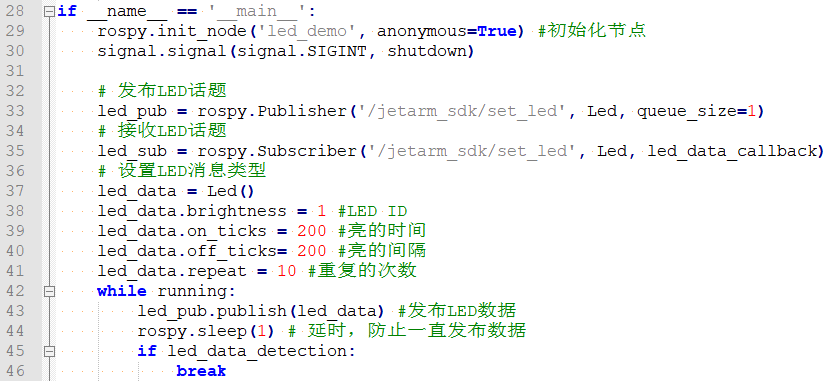 28 if __name__ == '__main__':
29 rospy.init_node('led_demo', anonymous=True) #初始化节点
30 signal.signal(signal.SIGINT, shutdown)
31
32 # 发布LED话题
33 led_pub = rospy.Publisher('/jetarm_sdk/set_led', Led, queue_size=1)
34 # 接收LED话题
35 led_sub = rospy.Subscriber('/jetarm_sdk/set_led', Led, led_data_callback)
36 # 设置LED消息类型
37 led_data = Led()
38 led_data.brightness = 1 #LED ID
39 led_data.on_ticks = 200 #亮的时间
40 led_data.off_ticks= 200 #亮的间隔
41 led_data.repeat = 10 #重复的次数
42 while running:
43 led_pub.publish(led_data) #发布LED数据
44 rospy.sleep(1) # 延时，防止一直发布数据
45 if led_data_detection:
46 break